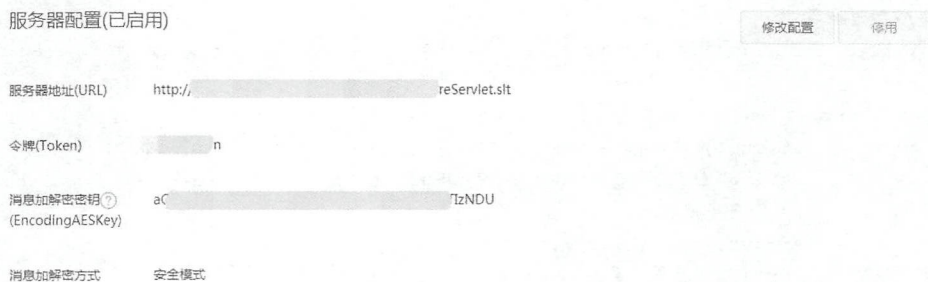 服务器配置(已启用)
修改配置 停用
服务器地址(URL) http:/ reServlet.slt
令牌(Token) n
消息加解密密钥? aC IzNDU
(EncodingAESKey)
消息加解密方式 安全模式